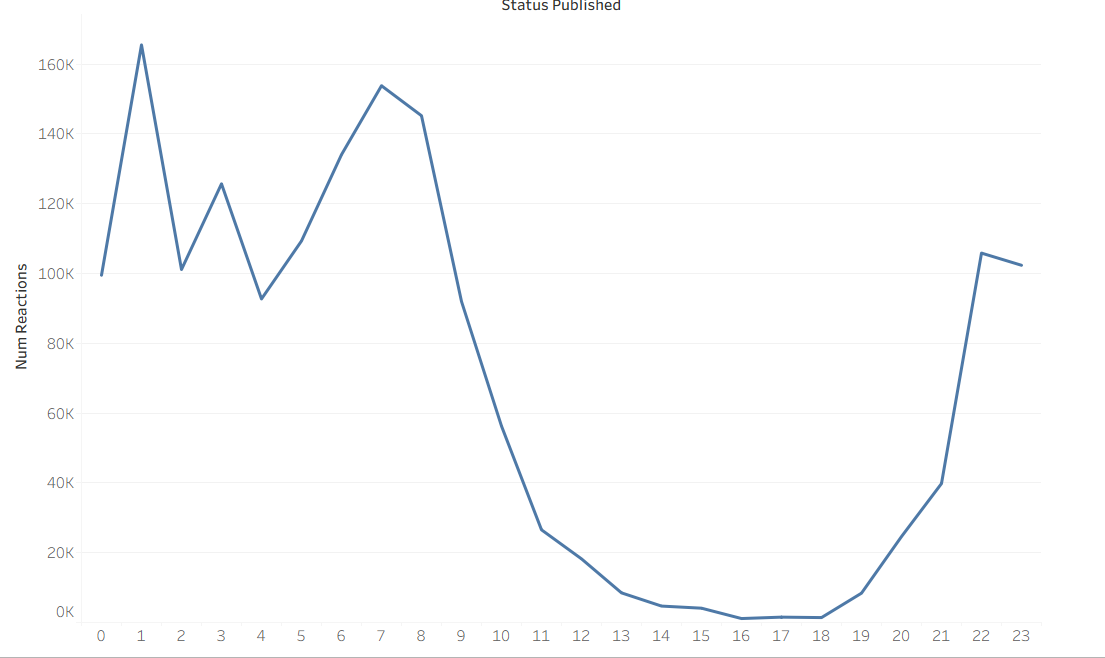 Status Published
Num Reactions
160K
140K
120K
100K
80K
60K
40K
20K
0K
0 1 2 3 4 5 6 7 8 9 10 11 12 13 14 15 16 17 18 19 20 21 22 23